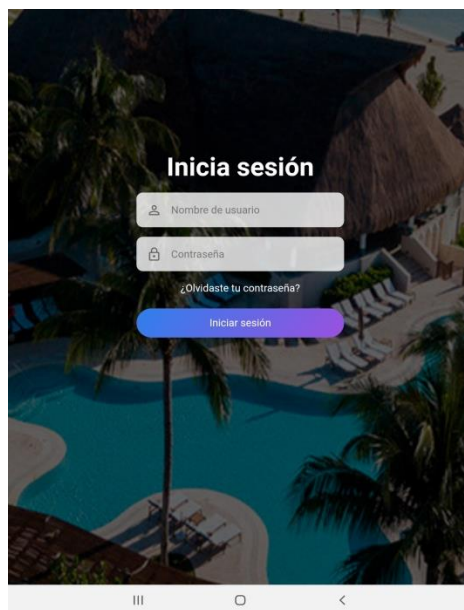 Inicia sesión
Nombre de usuario
Contraseña
¿Olvidaste tu contraseña?
Iniciar sesión